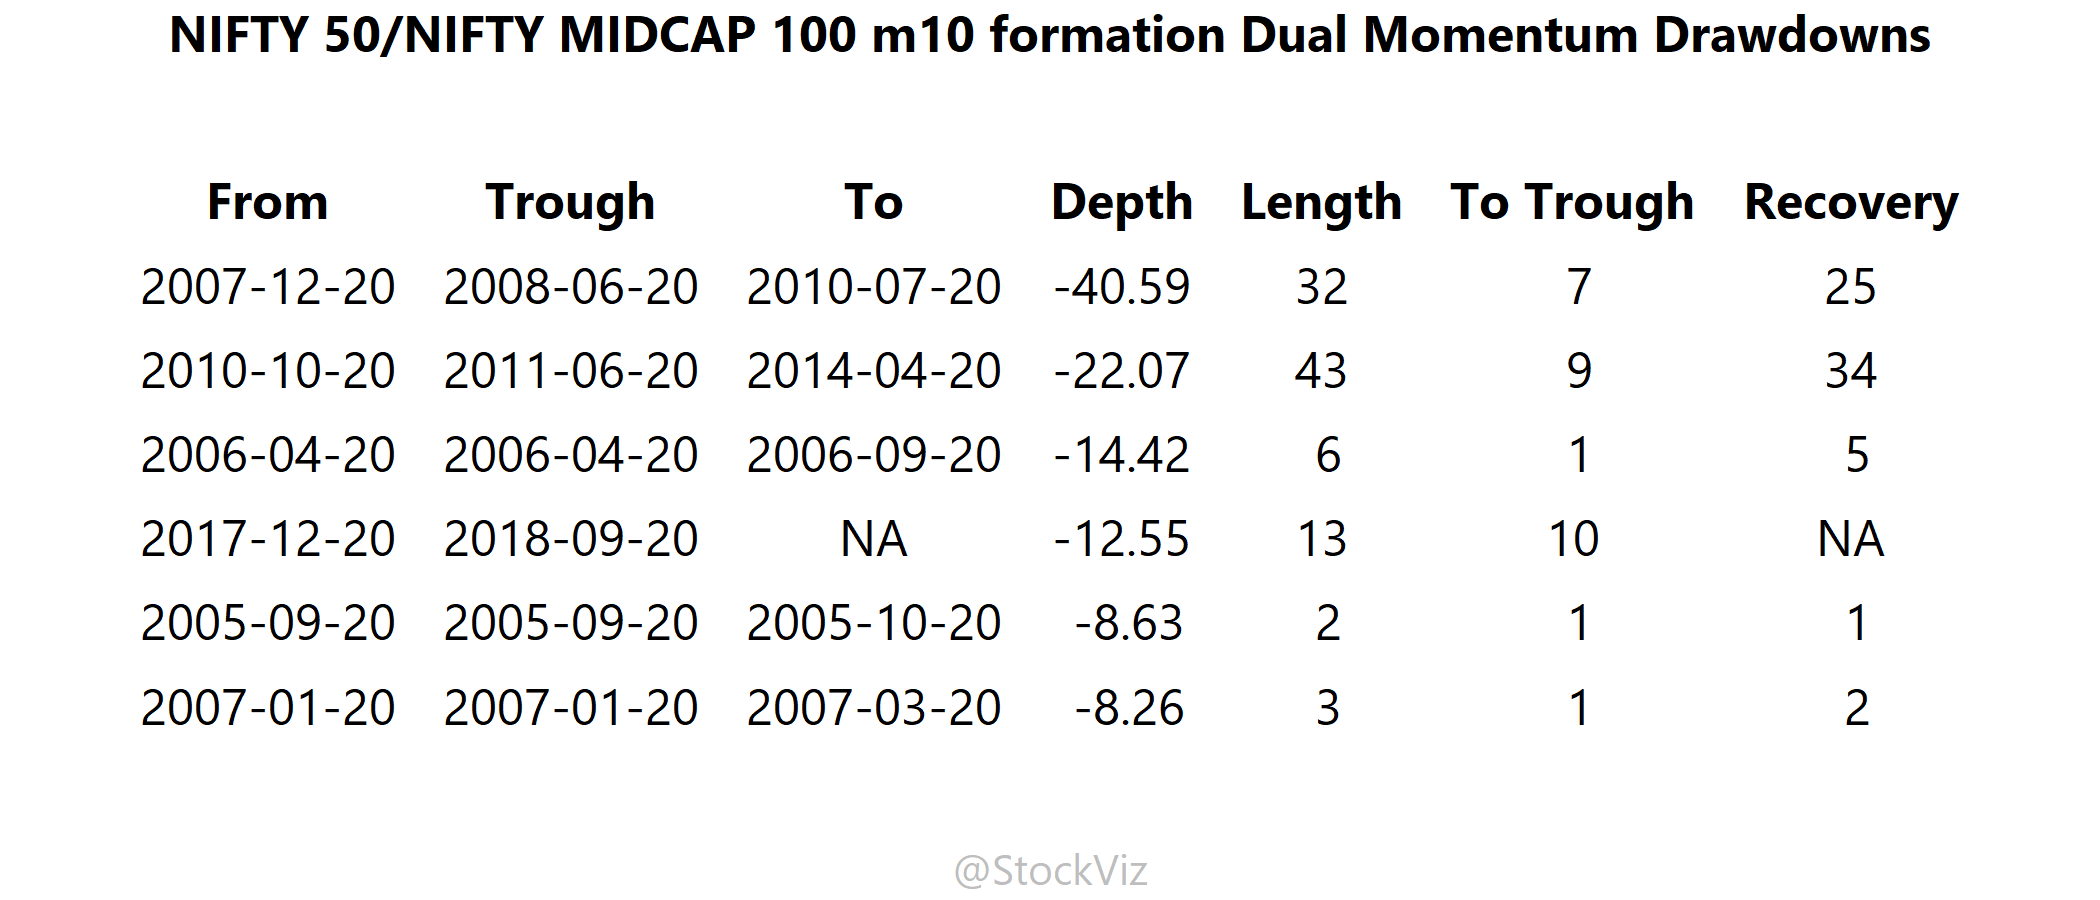 NIFTY 50/NIFTY MIDCAP 100 m10 formation Dual Momentum Drawdowns
From Trough To Depth Length To Trough Recovery
2007-12-20 2008-06-20 2010-07-20 -40.59 32 7 25
2010-10-20 2011-06-20 2014-04-20 -22.07 43 9 34
2006-04-20 2006-04-20 2006-09-20 -14.42 6 1 5
2017-12-20 2018-09-20 NA -12.55 13 10 NA
2005-09-20 2005-09-20 2005-10-20 -8.63 2 1 1
2007-01-20 2007-01-20 2007-03-20 -8.26 3 1 2
@StockViz